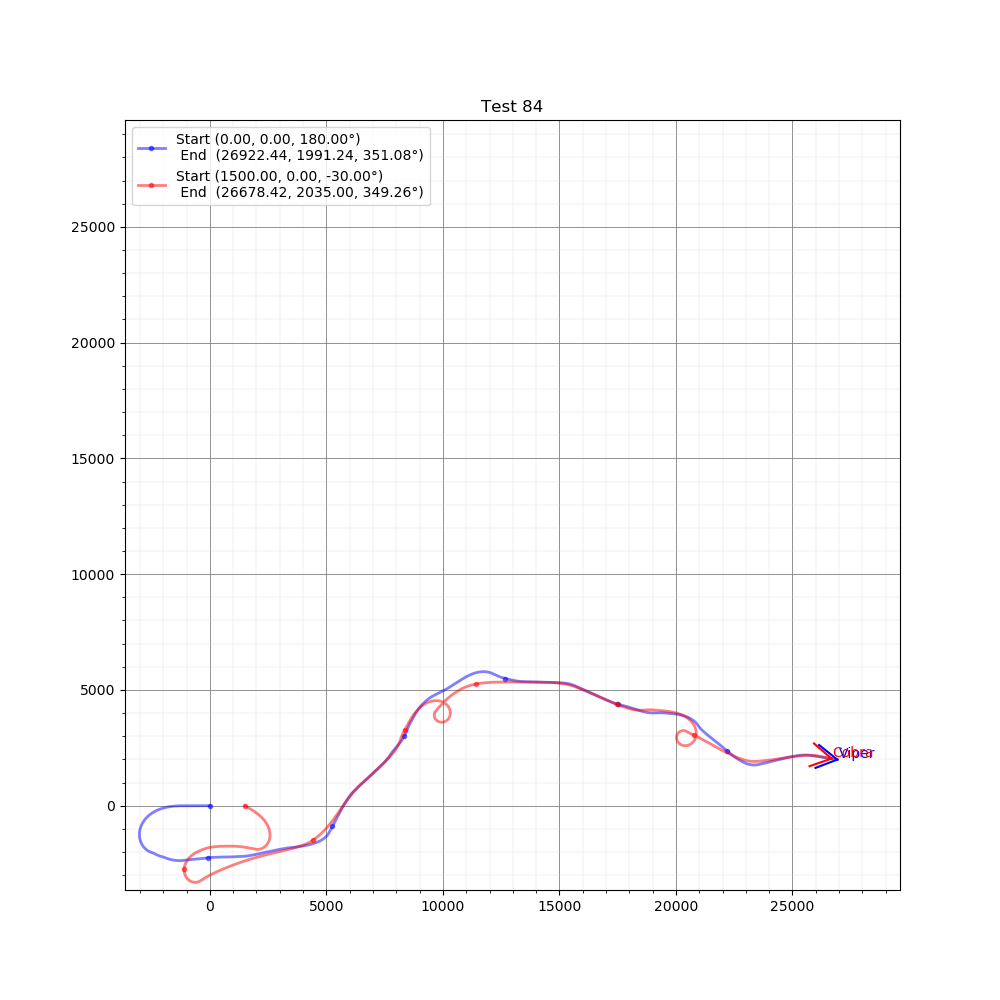 Test 84
Start (0.00, 0.00, 180.00°)
End (26922.44, 1991.24, 351.08°)
Start (1500.00, 0.00, -30.00°)
End (26678.42, 2035.00, 349.26°)
25000
20000
15000
10000
5000
0
Cobra
Viper
0 5000 10000 15000 20000 25000